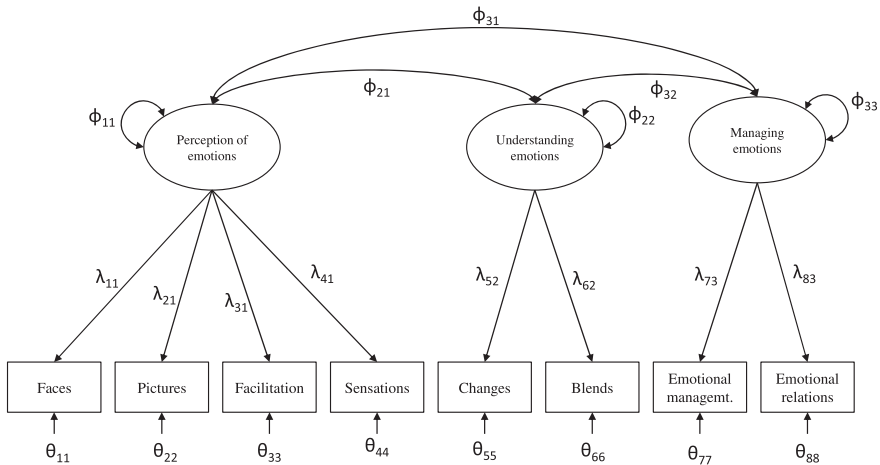 ϕ31
ϕ21
ϕ32
ϕ11
ϕ22
ϕ33
Perception of
emotions
Understanding
emotions
Managing
emotions
λ11
λ21
λ31
λ41
λ52
λ62
λ73
λ83
Faces
Pictures
Facilitation
Sensations
Changes
Blends
Emotional
managemt.
Emotional
relations
θ11
θ22
θ33
θ44
θ55
θ66
θ77
θ88